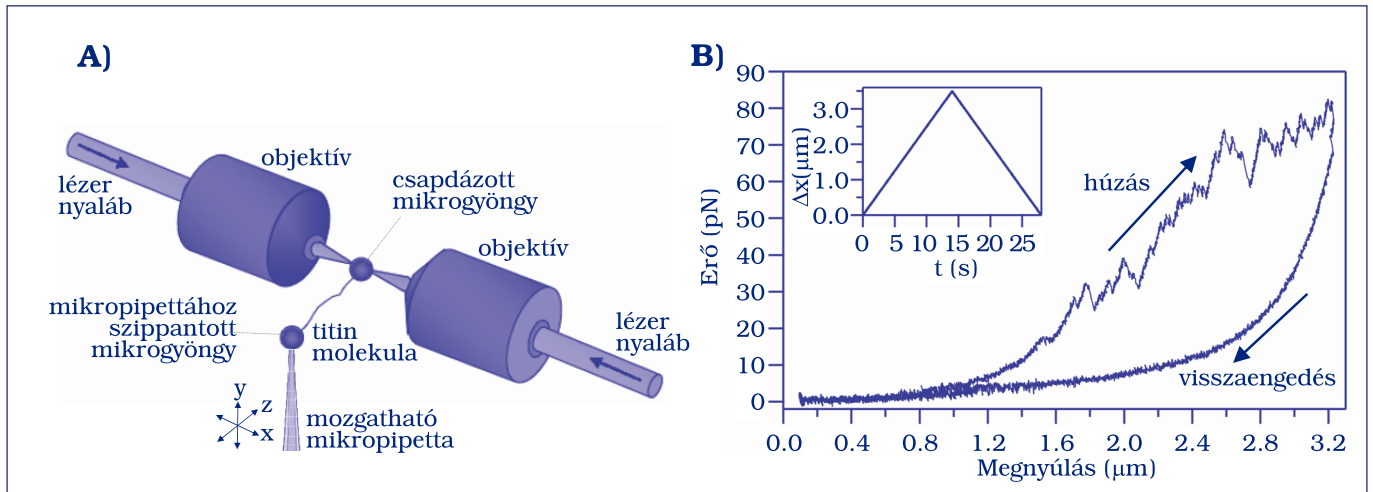 A)
objektív
lézer
nyaláb
csapdázott
mikrogyöngy
objektív
mikropipettához
szippantott
mikrogyöngy
titin
molekula
lézer
nyaláb
y
z
x
mozgatható
mikropipetta
B)
90
80
70
60
50
40
30
20
10
0
Erő (pN)
3.0
2.0
1.0
0.0
Δx(μm)
0 5 10 15 20 25
t (s)
húzás
visszaengedés
0.0 0.4 0.8 1.2 1.6 2.0 2.4 2.8 3.2
Megnyúlás (μm)